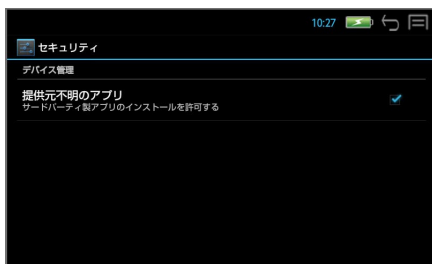 10:27
セキュリティ
デバイス管理
提供元不明のアプリ
サードパーティ製アプリのインストールを許可する